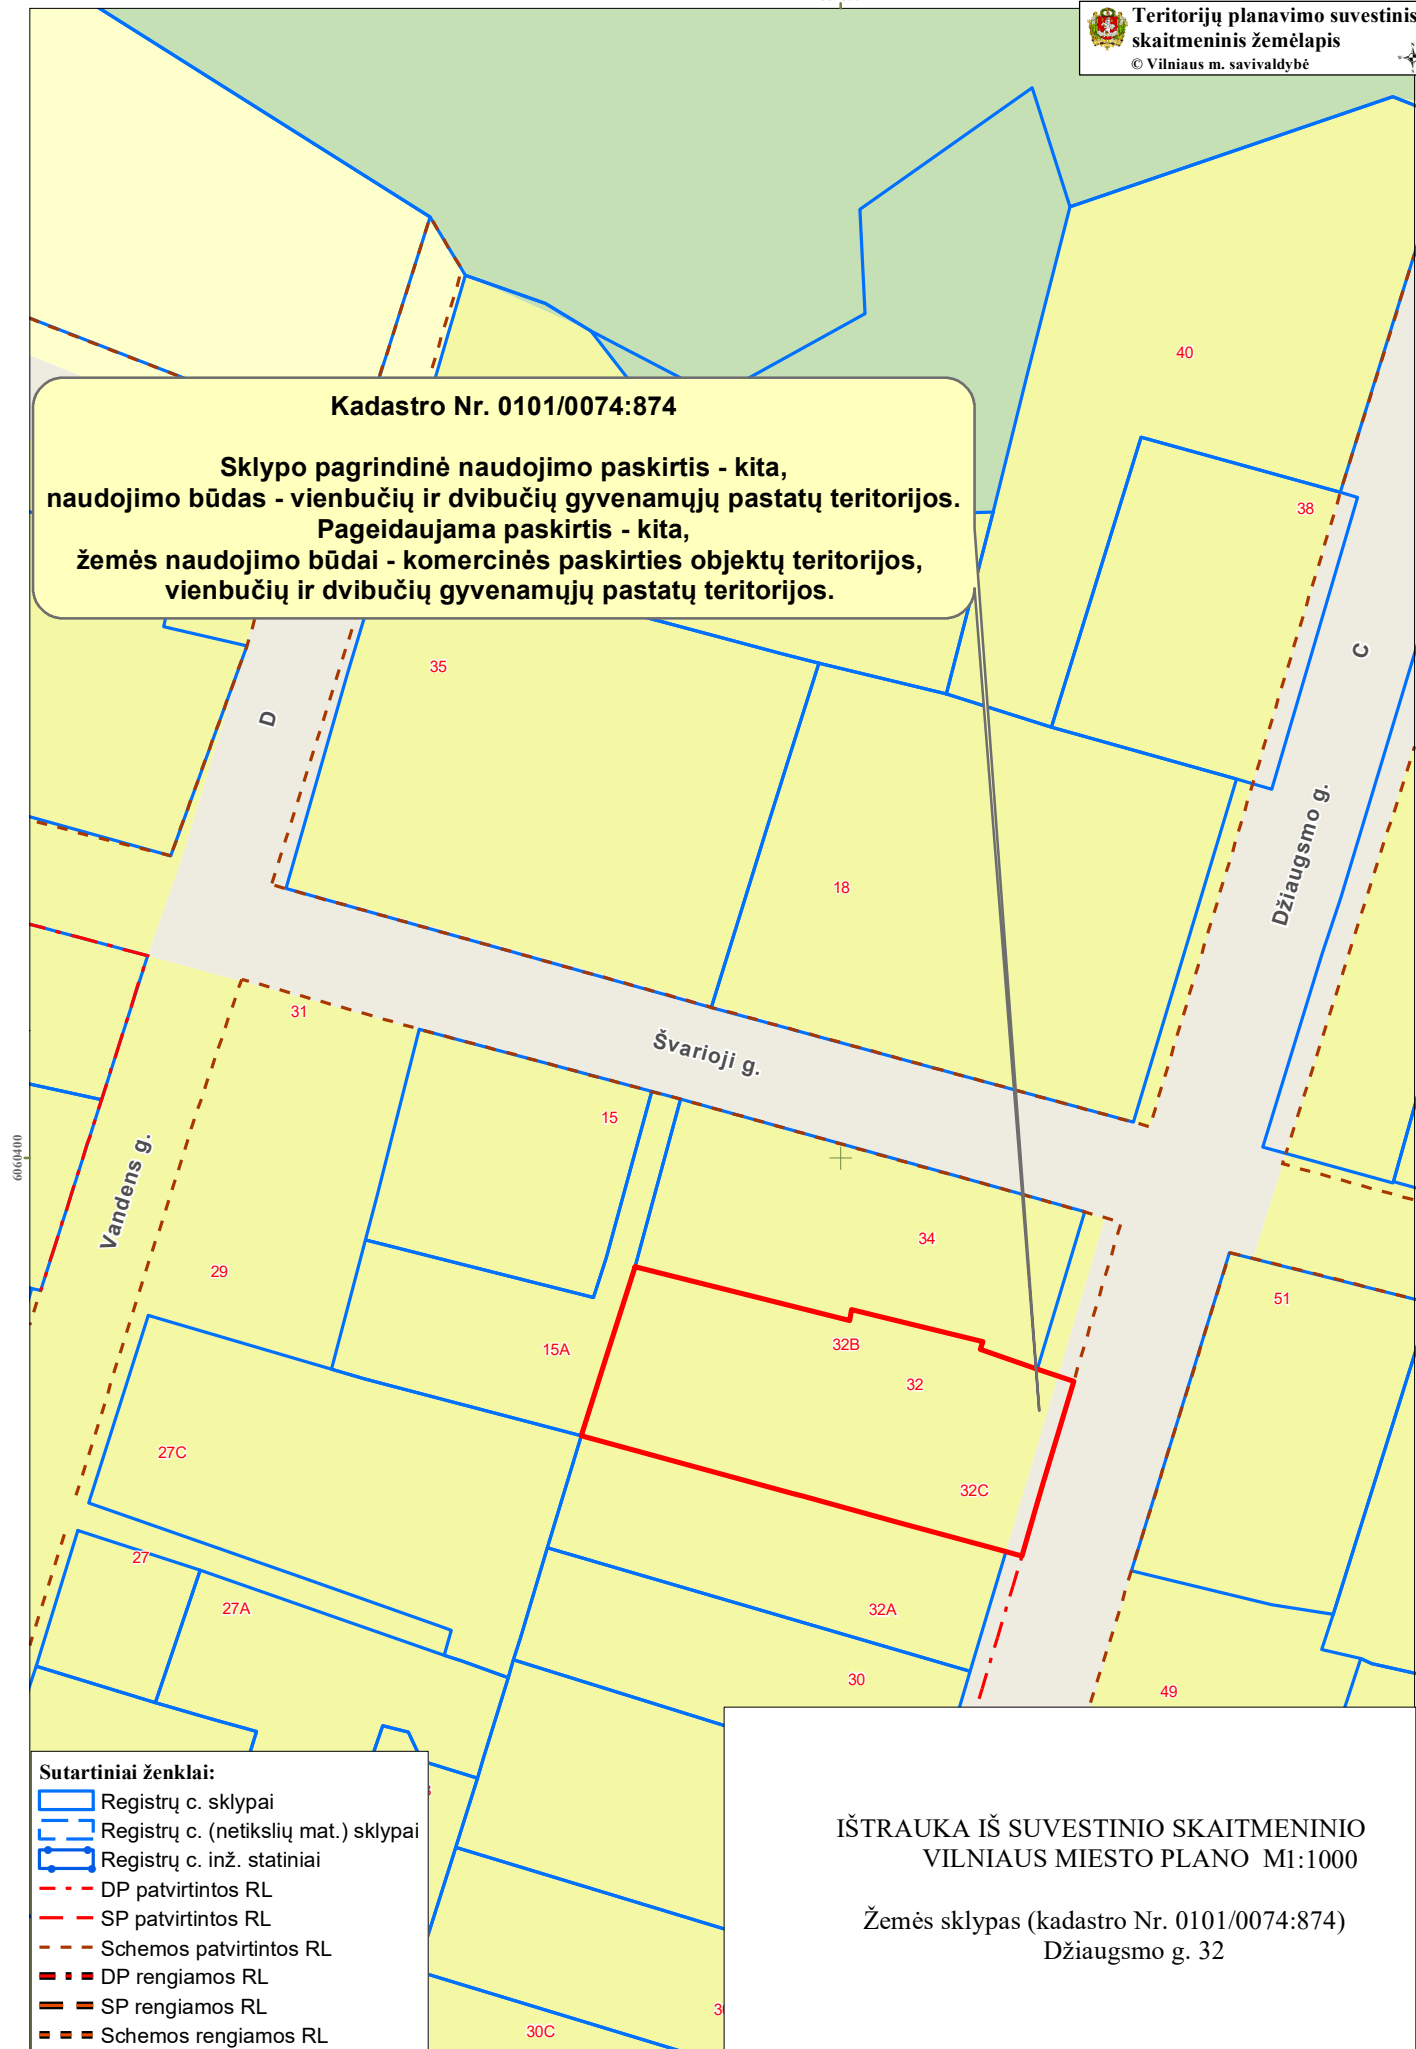 Teritorijų planavimo suvestinis
skaitmeninis žemėlapis
© Vilniaus m. savivaldybė
40
38
Kadastro Nr. 0101/0074:874
Sklypo pagrindinė naudojimo paskirtis - kita,
naudojimo būdas - vienbučių ir dvibučių gyvenamųjų pastatų teritorijos.
Pageidaujama paskirtis - kita,
žemės naudojimo būdai - komercinės paskirties objektų teritorijos,
vienbučių ir dvibučių gyvenamųjų pastatų teritorijos.
35
C
D
Džiaugsmo g.
18
31
Švarioji g.
15
6060400
Vandens g.
34
29
51
32B
15A
32
27C
32C
27
27A
32A
30
49
Sutartiniai ženklai:
Registrų c. sklypai
Registrų c. (netikslių mat.) sklypai
Registrų c. inž. statiniai
DP patvirtintos RL
SP patvirtintos RL
Schemos patvirtintos RL
DP rengiamos RL
SP rengiamos RL
Schemos rengiamos RL
30C
IŠTRAUKA IŠ SUVESTINIO SKAITMENINIO
VILNIAUS MIESTO PLANO M1:1000
Žemės sklypas (kadastro Nr. 0101/0074:874)
Džiaugsmo g. 32